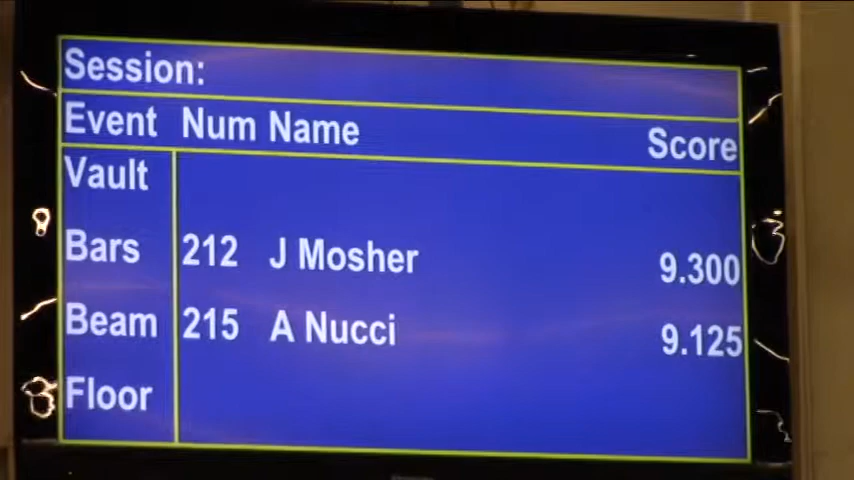 Session:
Event Num Name Score
Vault
Bars 212 J Mosher 9.300
Beam 215 A Nucci 9.125
Floor